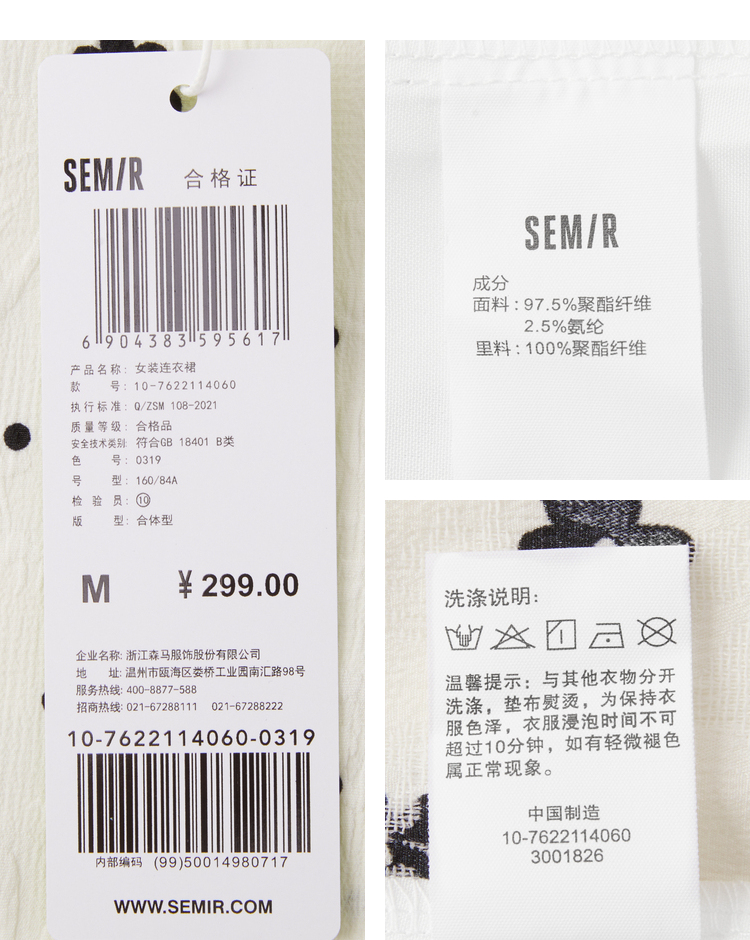 SEMIR 合格证
6 904383 595617
产品名称: 女装连衣裙
款 号: 10-7622114060
执行标准: Q/ZSM 108-2021
质量等级: 合格品
安全技术类别: 符合GB 18401 B类
色 号: 0319
号 型: 160/84A
检 验 员: ⑩
版 型: 合体型
M ¥ 299.00
企业名称: 浙江森马服饰股份有限公司
地 址: 温州市瓯海区娄桥工业园南汇路98号
服务热线: 400-8877-588
招商热线: 021-67288111 021-67288222
10-7622114060-0319
内部编码 (99)50014980717
WWW.SEMIR.COM
SEMIR
成分
面料: 97.5%聚酯纤维
2.5%氨纶
里料: 100%聚酯纤维
洗涤说明:
温馨提示: 与其他衣物分开
洗涤, 垫布熨烫, 为保持衣
服色泽, 衣服浸泡时间不可
超过10分钟, 如有轻微褪色
属正常现象。
中国制造
10-7622114060
3001826